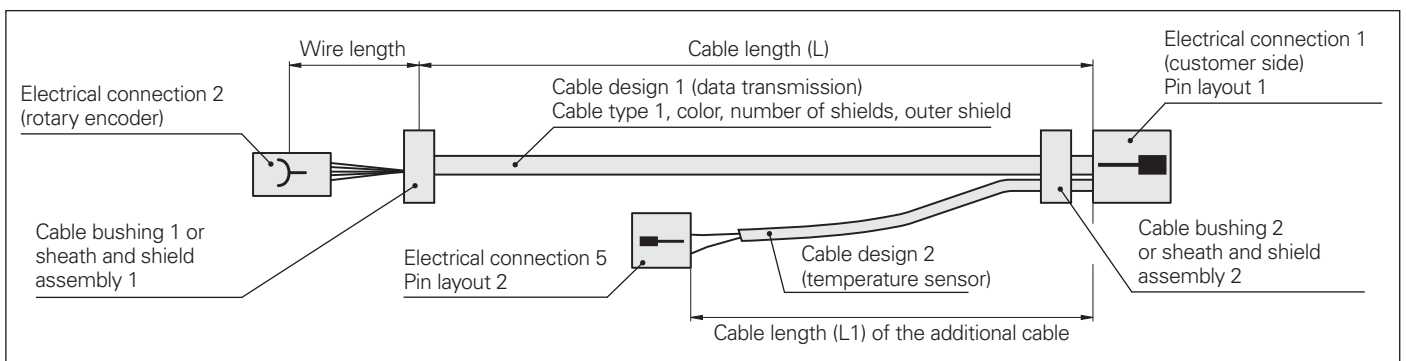 Wire length
Cable length (L)
Electrical connection 1
(customer side)
Pin layout 1
Electrical connection 2
(rotary encoder)
Cable design 1 (data transmission)
Cable type 1, color, number of shields, outer shield
Cable bushing 1 or
sheath and shield
assembly 1
Electrical connection 5
Pin layout 2
Cable design 2
(temperature sensor)
Cable bushing 2
or sheath and shield
assembly 2
Cable length (L1) of the additional cable